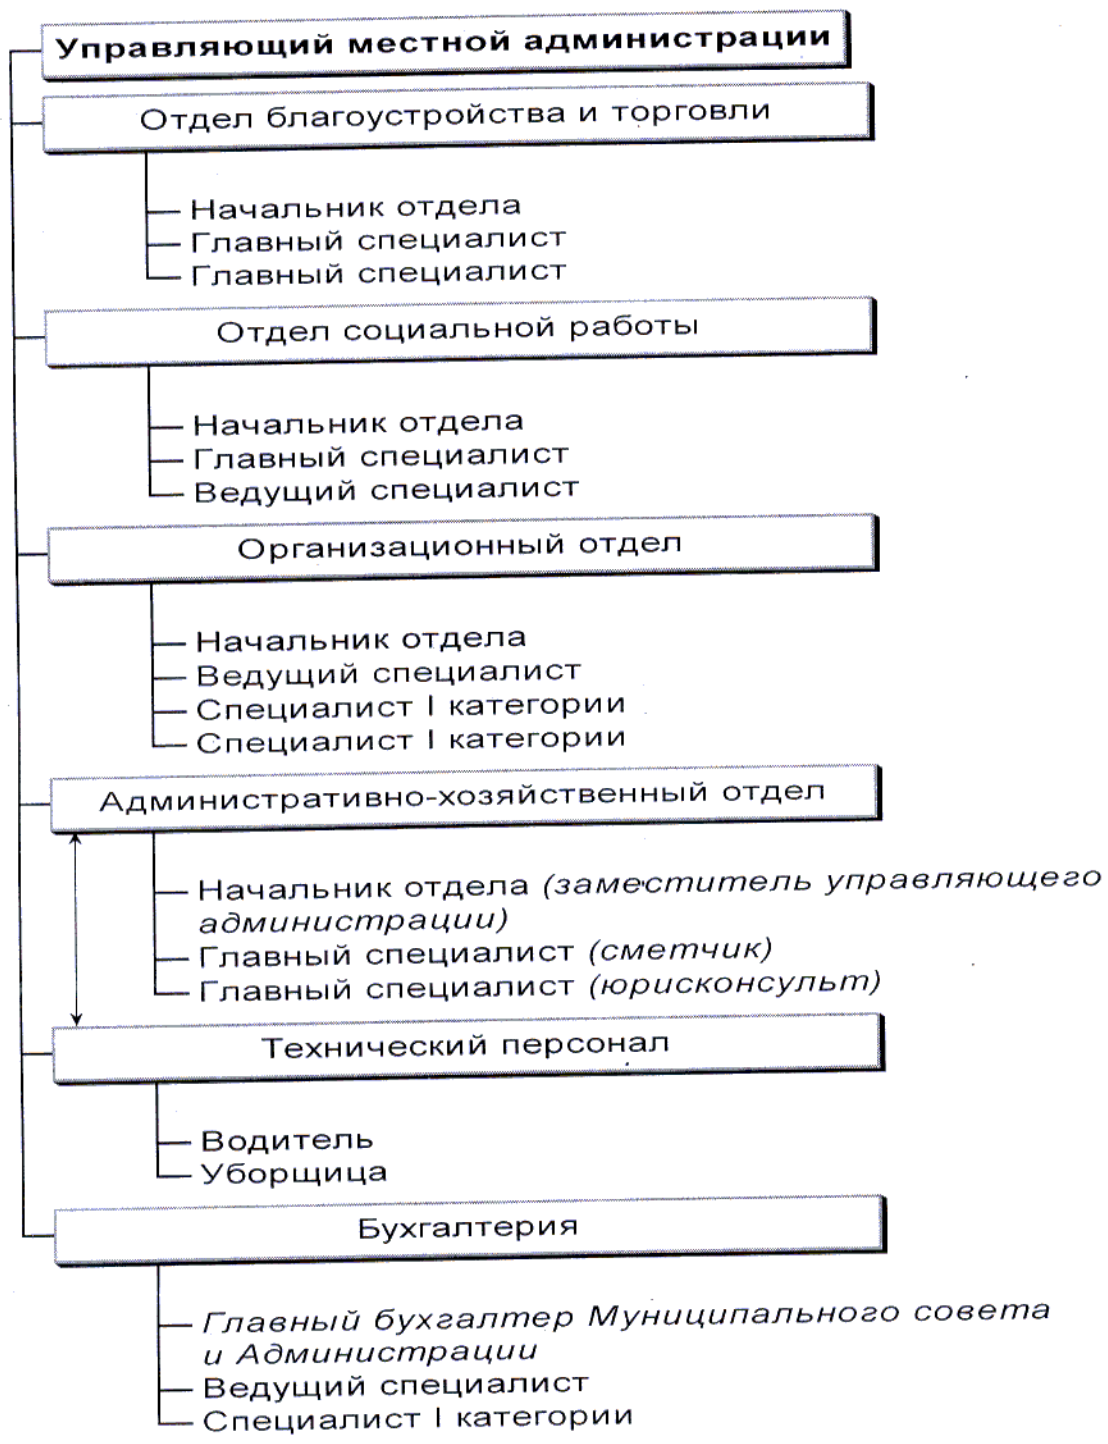 Управляющий местной администрации
Отдел благоустройства и торговли
Начальник отдела
Главный специалист
Главный специалист
Отдел социальной работы
Начальник отдела
Главный специалист
Ведущий специалист
Организационный отдел
Начальник отдела
Ведущий специалист
Специалист I категории
Специалист I категории
Административно-хозяйственный отдел
Начальник отдела (заместитель управляющего
администрации)
Главный специалист (сметчик)
Главный специалист (юрисконсульт)
Технический персонал
Водитель
Уборщица
Бухгалтерия
Главный бухгалтер Муниципального совета
и Администрации
Ведущий специалист
Специалист I категории